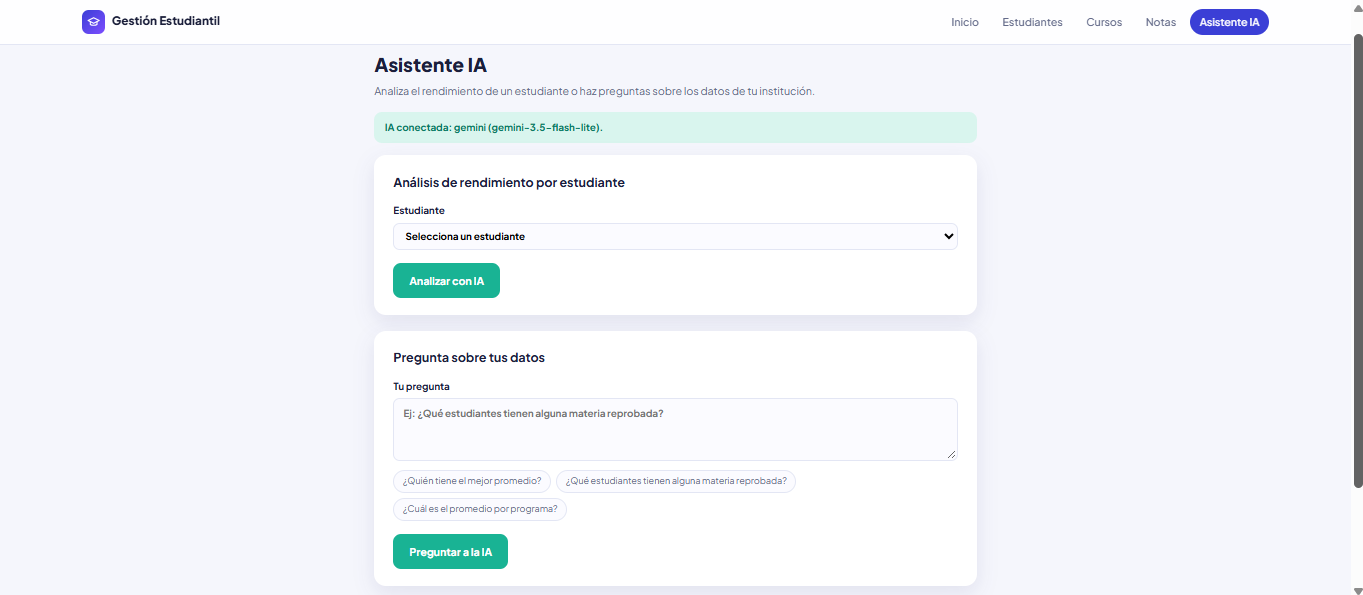 Gestión Estudiantil
Inicio Estudiantes Cursos Notas Asistente IA
Asistente IA
Analiza el rendimiento de un estudiante o haz preguntas sobre los datos de tu institución.
IA conectada: gemini (gemini-3.5-flash-lite).
Análisis de rendimiento por estudiante
Estudiante
Selecciona un estudiante
Analizar con IA
Pregunta sobre tus datos
Tu pregunta
Ej: ¿Qué estudiantes tienen alguna materia reprobada?
¿Quién tiene el mejor promedio? ¿Qué estudiantes tienen alguna materia reprobada?
¿Cuál es el promedio por programa?
Preguntar a la IA